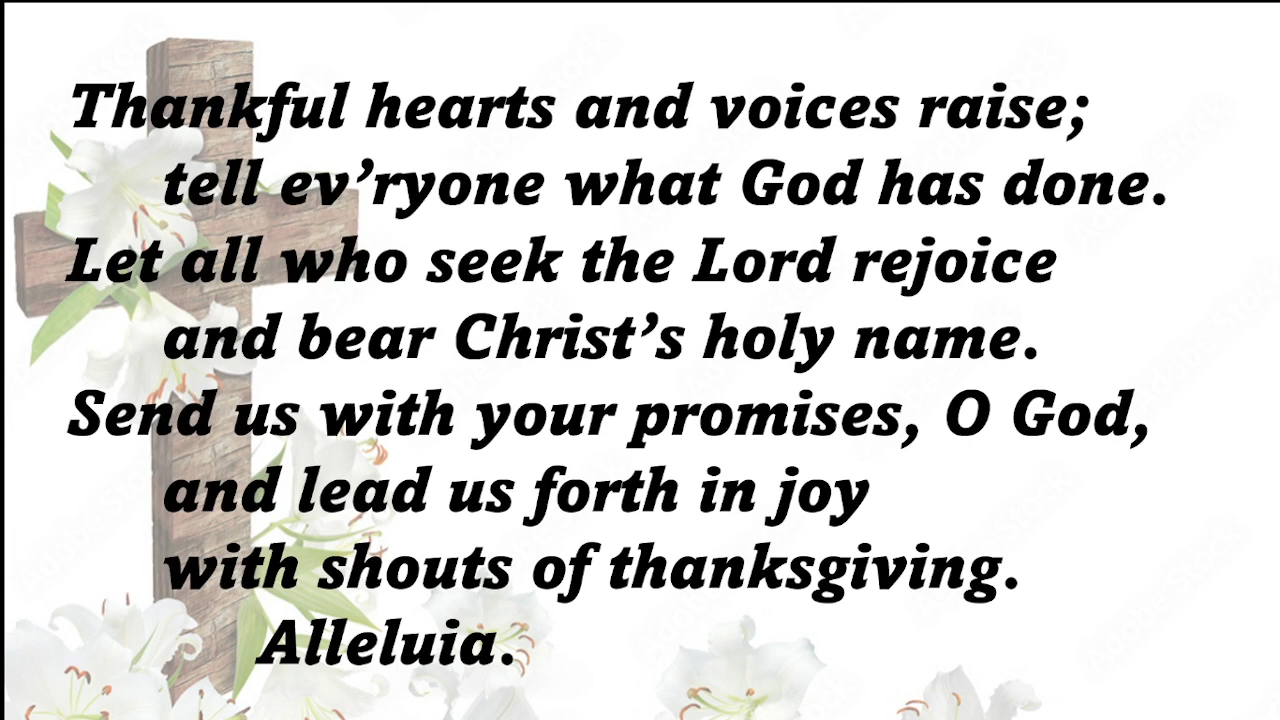 Thankful hearts and voices raise;
tell ev’ryone what God has done.
Let all who seek the Lord rejoice
and bear Christ’s holy name.
Send us with your promises, O God,
and lead us forth in joy
with shouts of thanksgiving.
Alleluia.